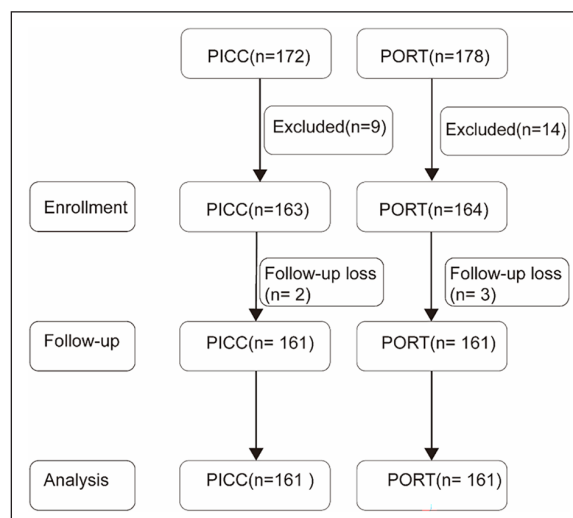 PICC(n=172)
PORT(n=178)
Excluded(n=9)
Excluded(n=14)
Enrollment
PICC(n=163)
PORT(n=164)
Follow-up loss
(n= 2)
Follow-up loss
(n= 3)
Follow-up
PICC(n= 161)
PORT(n= 161)
Analysis
PICC(n=161 )
PORT(n= 161)